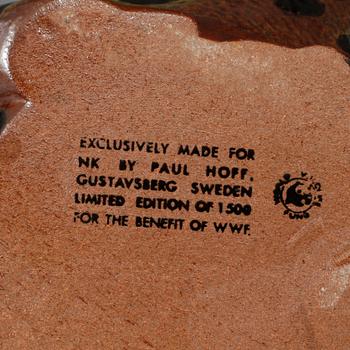 EXCLUSIVELY MADE FOR
NK BY PAUL HOFF,
GUSTAVSBERG SWEDEN
LIMITED EDITION OF 1500
FOR THE BENEFIT OF WWF.